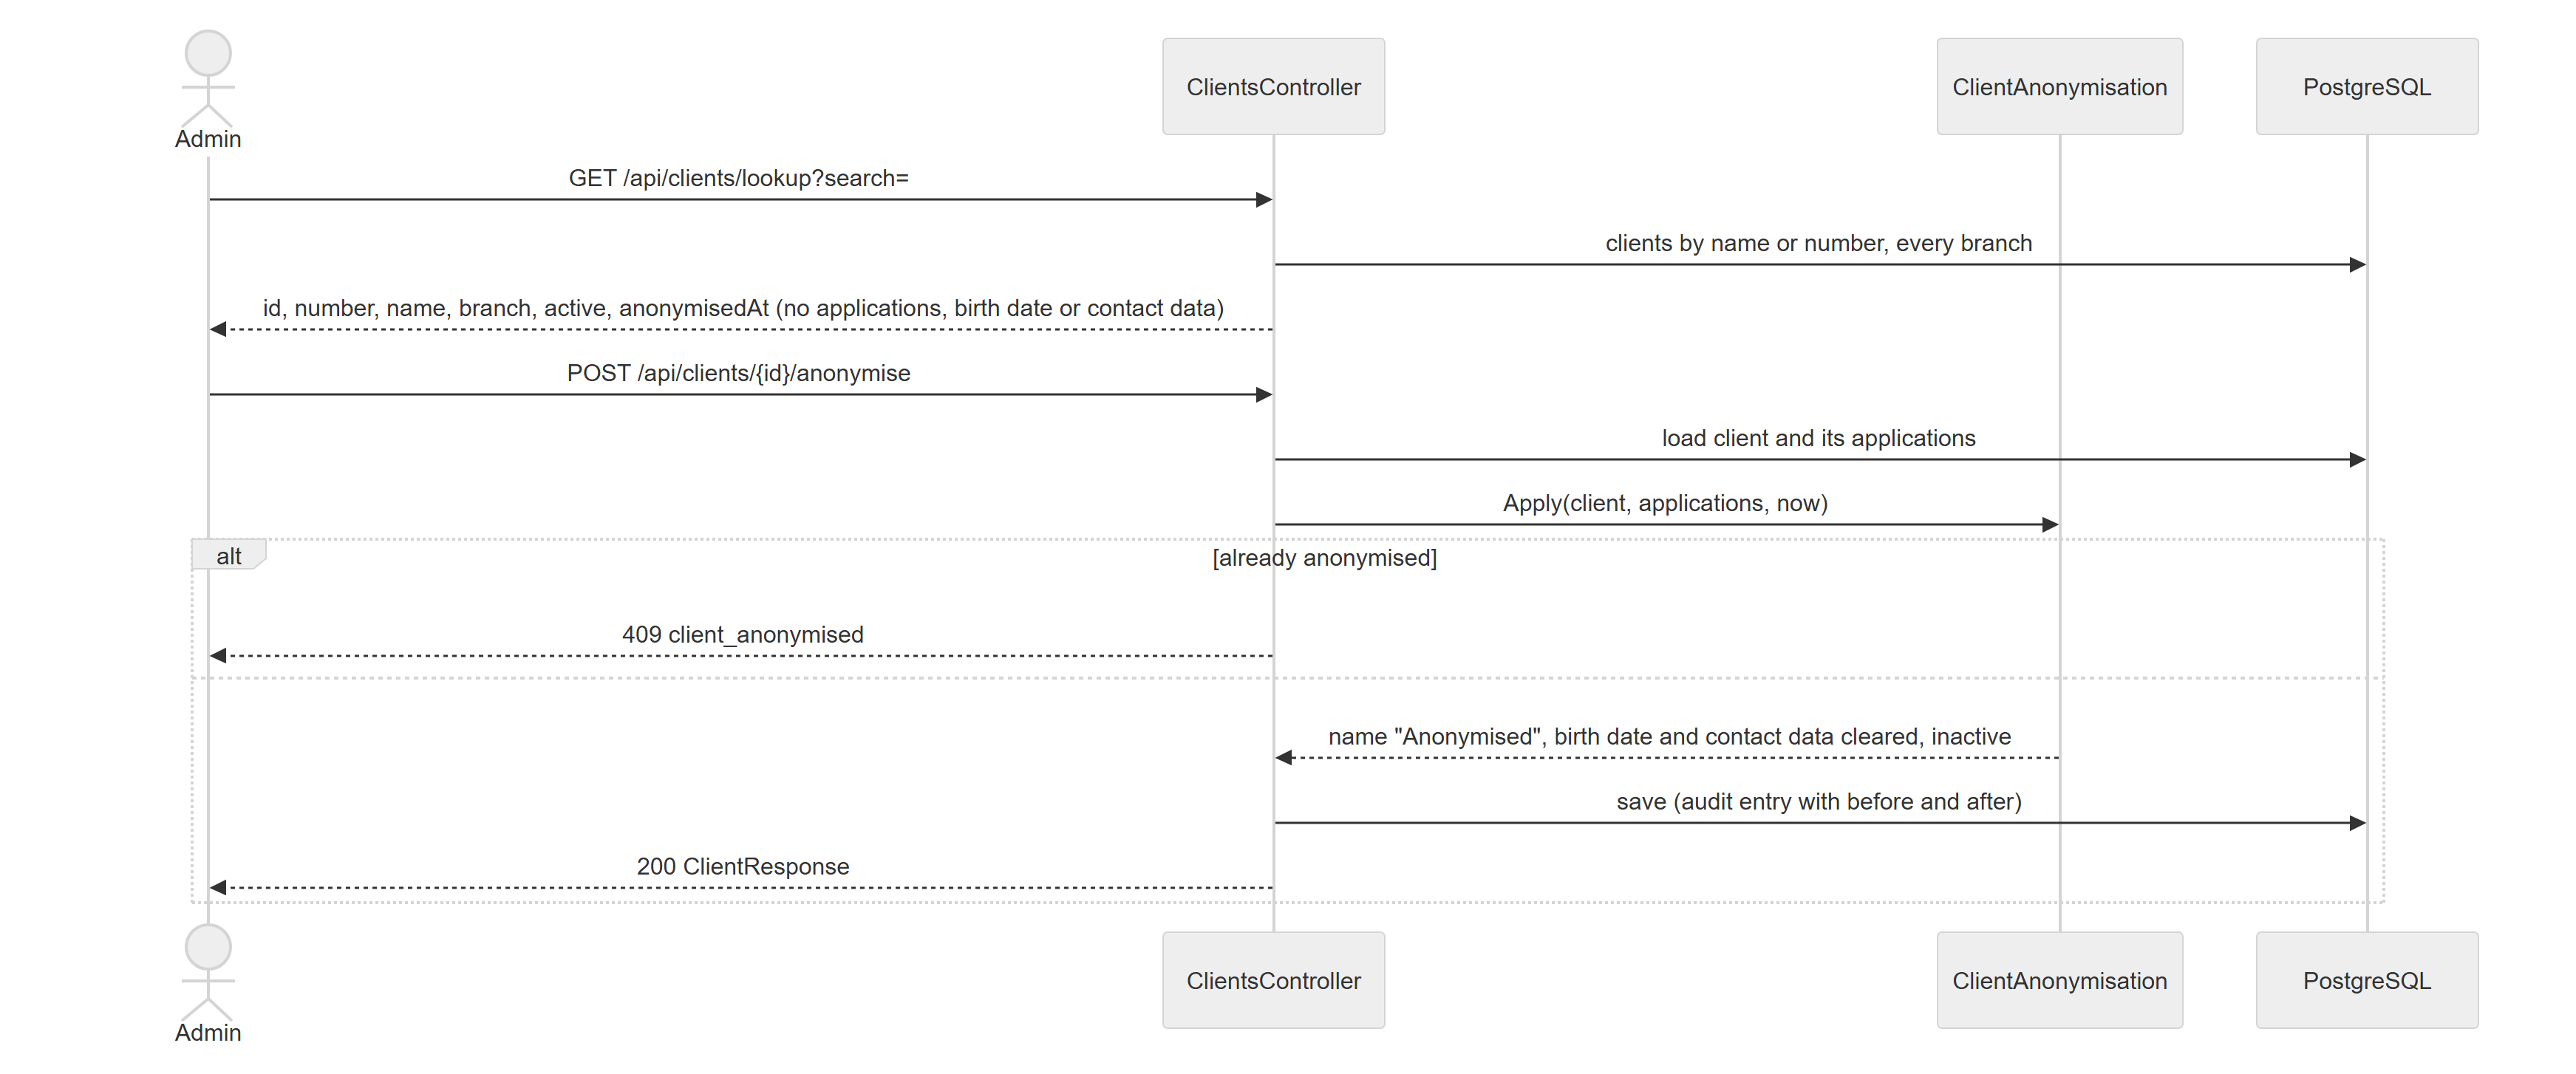 Admin
ClientsController
ClientAnonymisation
PostgreSQL
GET /api/clients/lookup?search=
clients by name or number, every branch
id, number, name, branch, active, anonymisedAt (no applications, birth date or contact data)
POST /api/clients/{id}/anonymise
load client and its applications
Apply(client, applications, now)
alt
[already anonymised]
409 client_anonymised
name "Anonymised", birth date and contact data cleared, inactive
save (audit entry with before and after)
200 ClientResponse
Admin
ClientsController
ClientAnonymisation
PostgreSQL